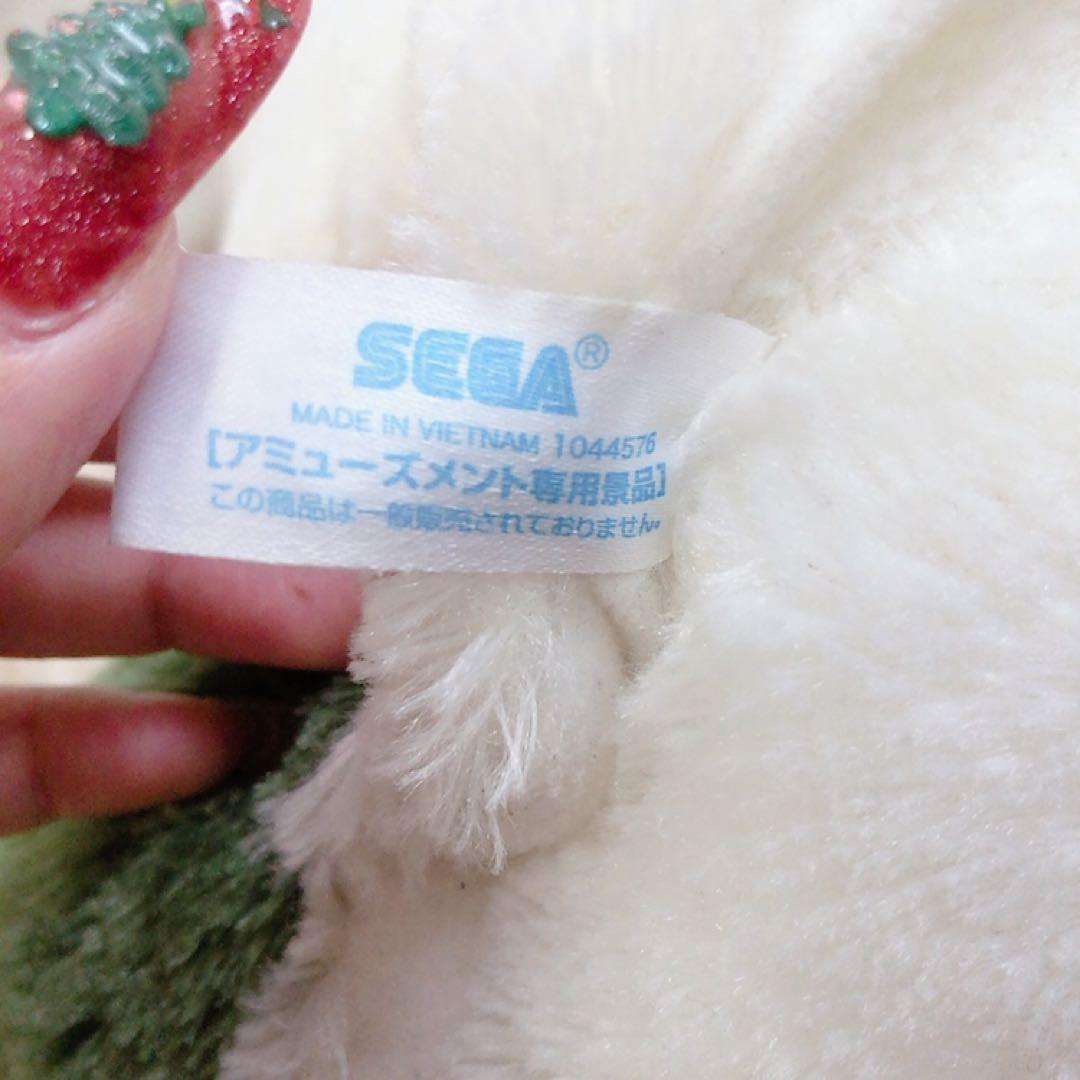 SEGA®
MADE IN VIETNAM 1044576
【アミューズメント専用景品】
この商品は一般販売されておりません。